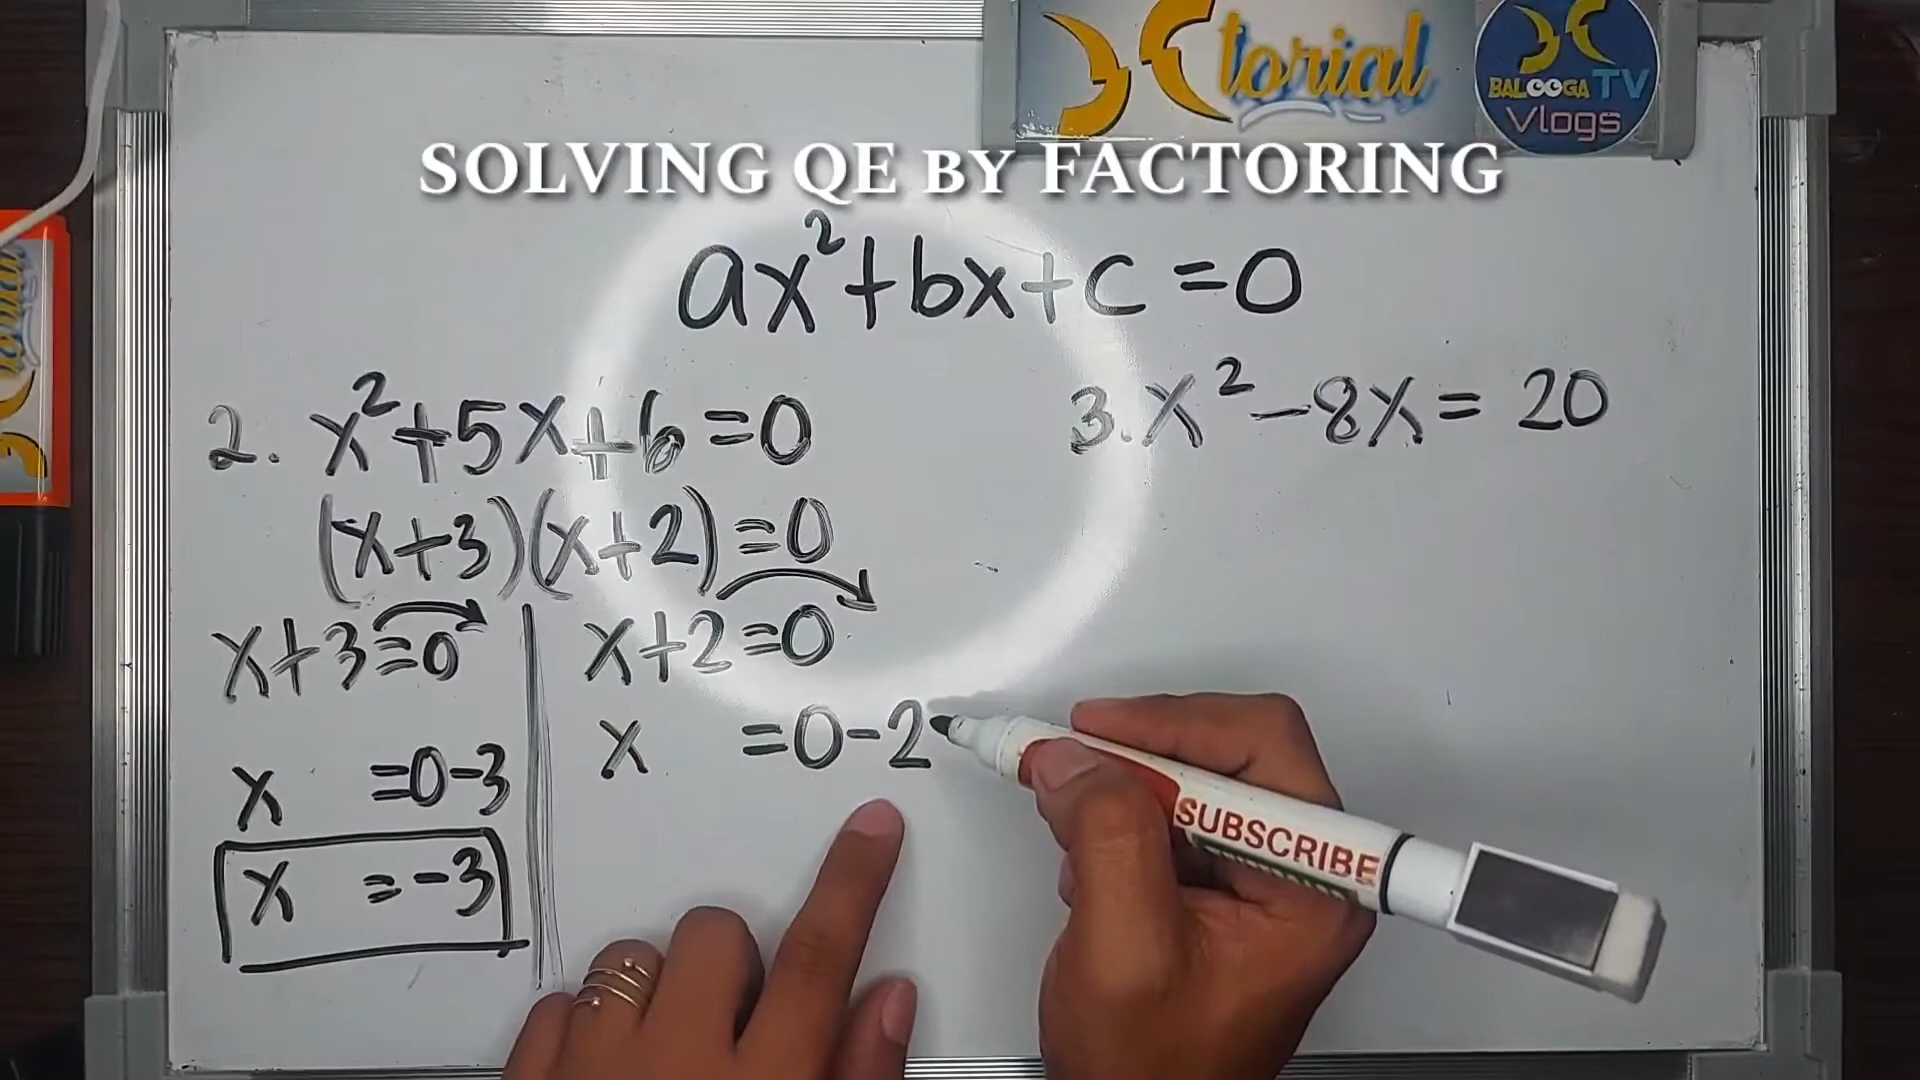 torial
BALOOGA TV
Vlogs
SOLVING QE BY FACTORING
ax²+bx+c=0
2. x²+5x+6=0
(x+3)(x+2)=0
x+3=0
x =0-3
x =-3
x+2=0
x =0-2
3. x²-8x= 20
SUBSCRIBE